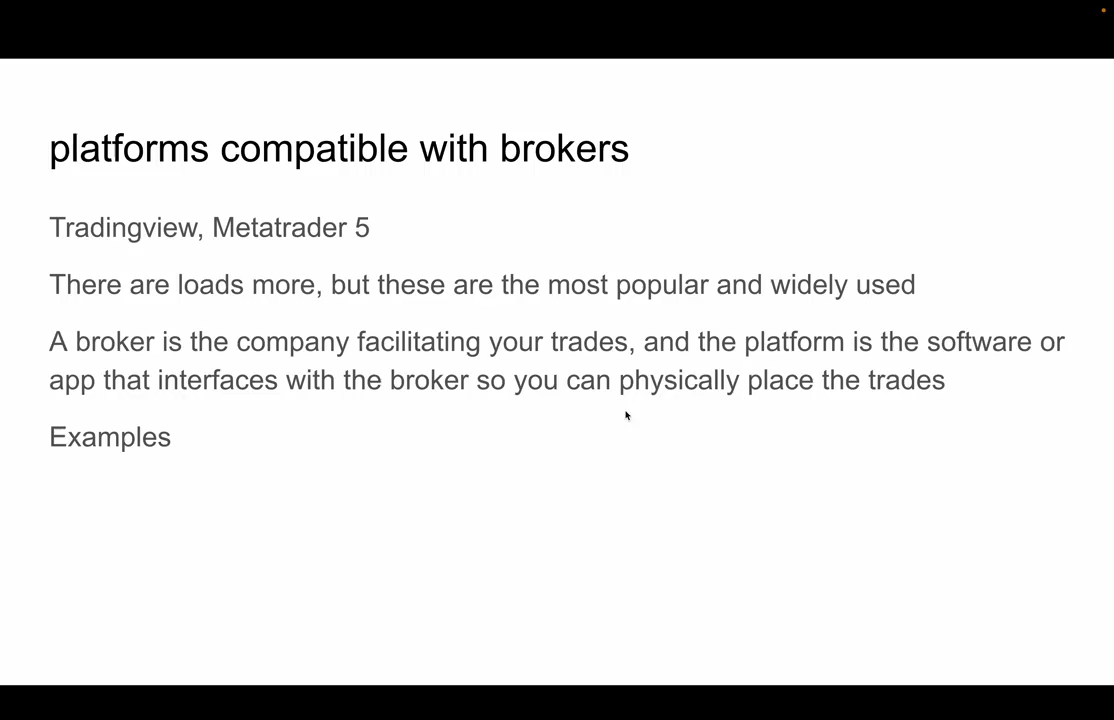 platforms compatible with brokers
Tradingview, Metatrader 5
There are loads more, but these are the most popular and widely used
A broker is the company facilitating your trades, and the platform is the software or
app that interfaces with the broker so you can physically place the trades
Examples